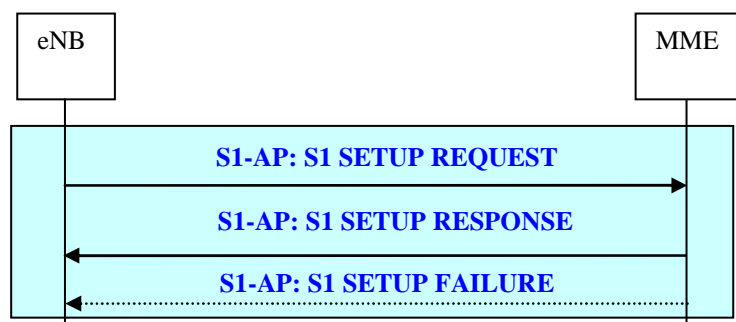 eNB
MME
S1-AP: S1 SETUP REQUEST
S1-AP: S1 SETUP RESPONSE
S1-AP: S1 SETUP FAILURE